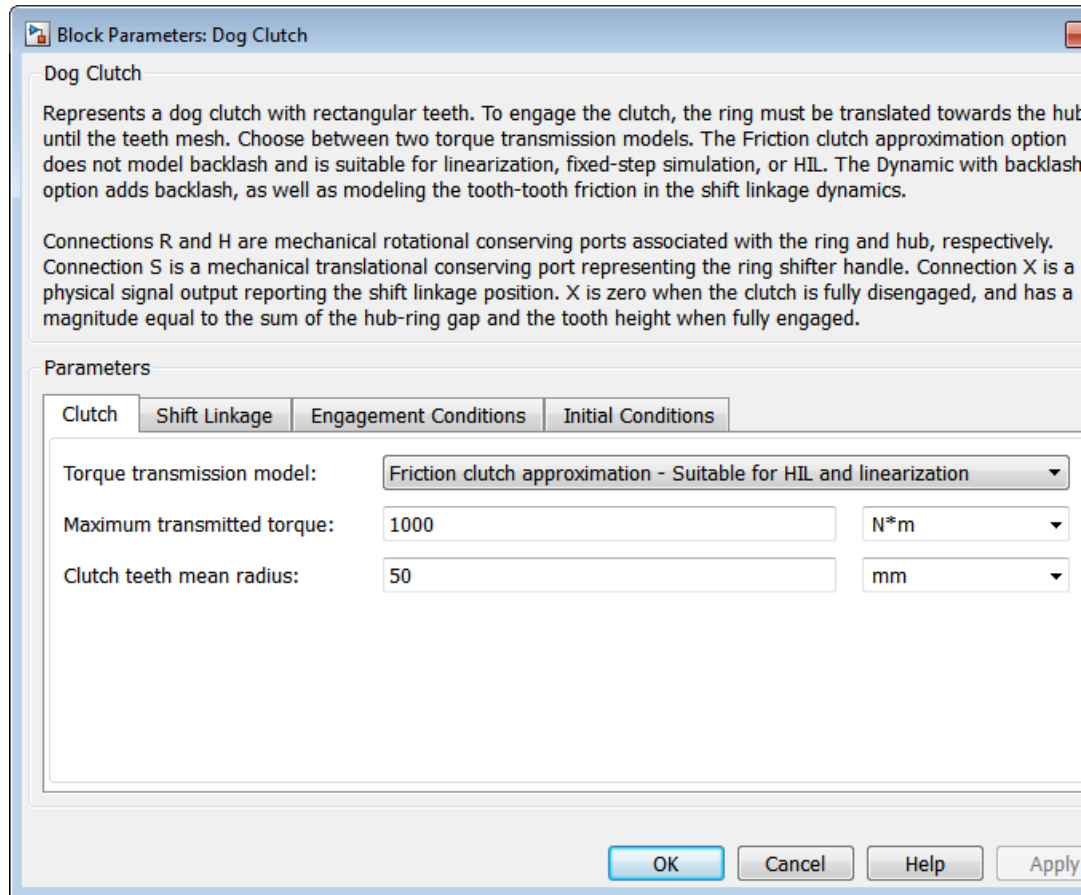 Block Parameters: Dog Clutch
Dog Clutch
Represents a dog clutch with rectangular teeth. To engage the clutch, the ring must be translated towards the hub
until the teeth mesh. Choose between two torque transmission models. The Friction clutch approximation option
does not model backlash and is suitable for linearization, fixed-step simulation, or HIL. The Dynamic with backlash
option adds backlash, as well as modeling the tooth-tooth friction in the shift linkage dynamics.
Connections R and H are mechanical rotational conserving ports associated with the ring and hub, respectively.
Connection S is a mechanical translational conserving port representing the ring shifter handle. Connection X is a
physical signal output reporting the shift linkage position. X is zero when the clutch is fully disengaged, and has a
magnitude equal to the sum of the hub-ring gap and the tooth height when fully engaged.
Parameters
Clutch Shift Linkage Engagement Conditions Initial Conditions
Torque transmission model: Friction clutch approximation - Suitable for HIL and linearization
Maximum transmitted torque: 1000 N*m
Clutch teeth mean radius: 50 mm
OK Cancel Help Apply